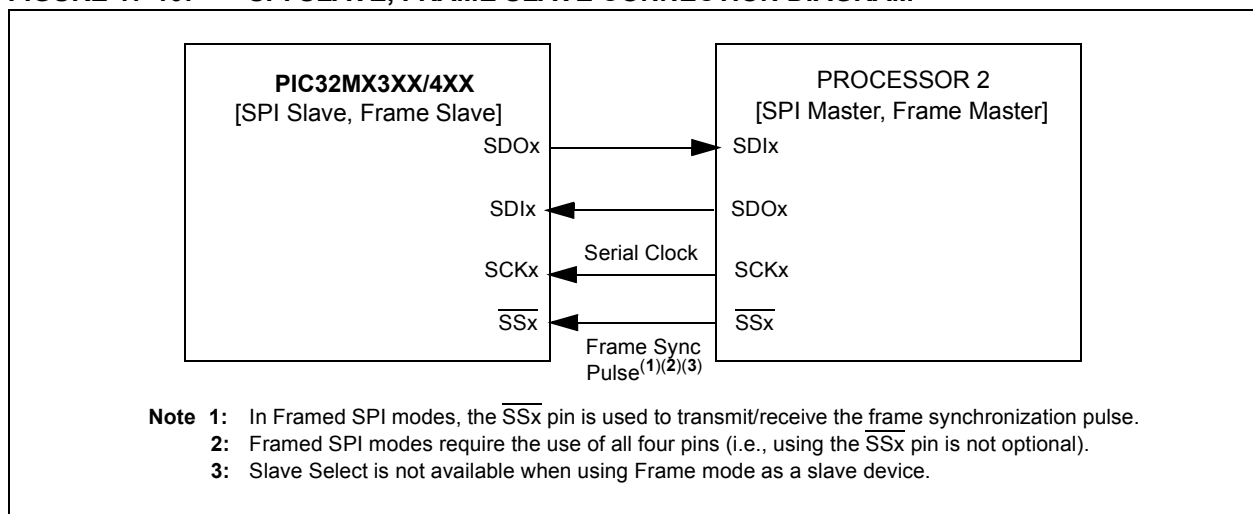 PIC32MX3XX/4XX
[SPI Slave, Frame Slave]
PROCESSOR 2
[SPI Master, Frame Master]
SDOx
SDIx
SDIx
SDOx
SCKx
Serial Clock
SCKx
SSx
SSx
Frame Sync
Pulse(1)(2)(3)
Note 1: In Framed SPI modes, the SSx pin is used to transmit/receive the frame synchronization pulse.
2: Framed SPI modes require the use of all four pins (i.e., using the SSx pin is not optional).
3: Slave Select is not available when using Frame mode as a slave device.